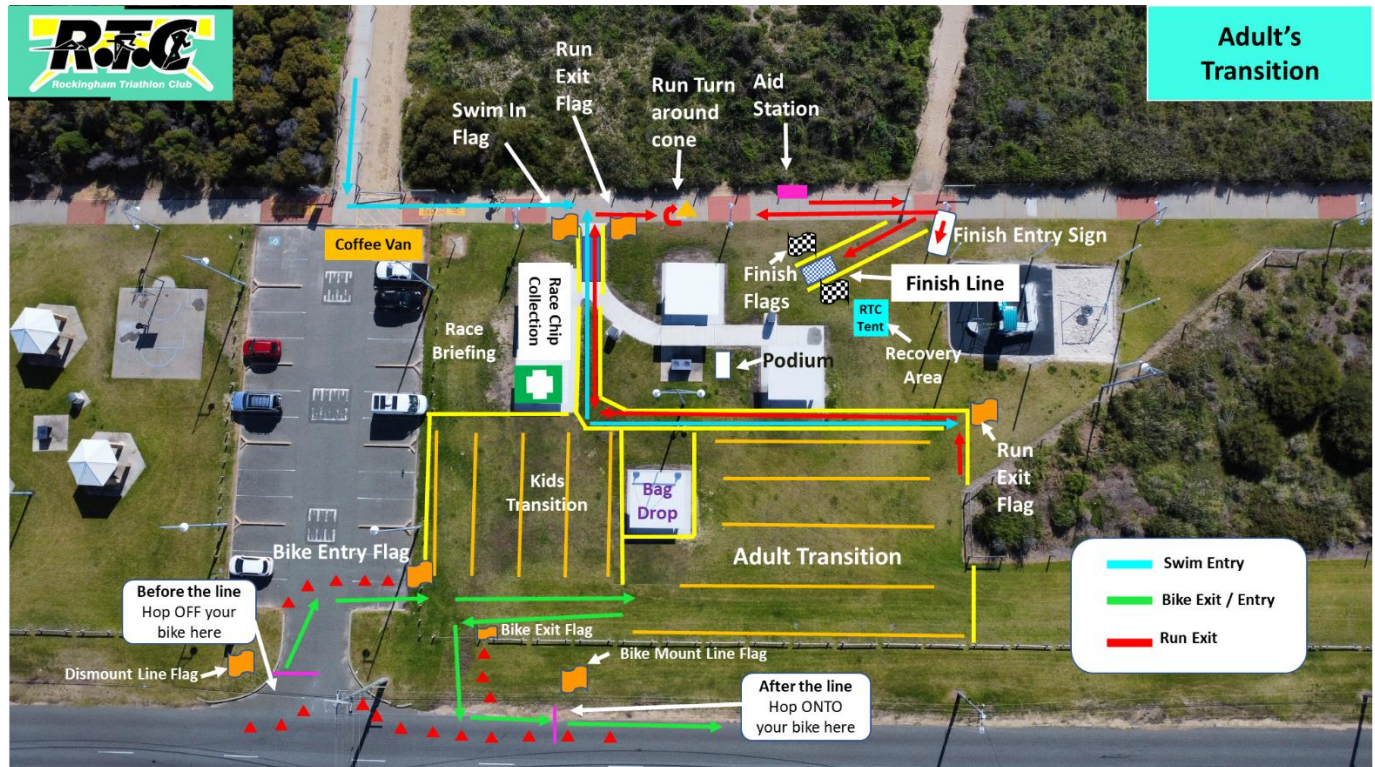 R.T.C
Rockingham Triathlon Club
Adult's
Transition
Run
Exit
Flag
Swim In
Flag
Run Turn
around
cone
Aid
Station
Coffee Van
Race Chip
Collection
Race
Briefing
Finish
Flags
Finish Entry Sign
Finish Line
RTC
Tent
Recovery
Area
Podium
Kids
Transition
Bag
Drop
Adult Transition
Run
Exit
Flag
Bike Entry Flag
Before the line
Hop OFF your
bike here
Dismount Line Flag
Bike Exit Flag
Bike Mount Line Flag
After the line
Hop ONTO
your bike here
Swim Entry
Bike Exit / Entry
Run Exit